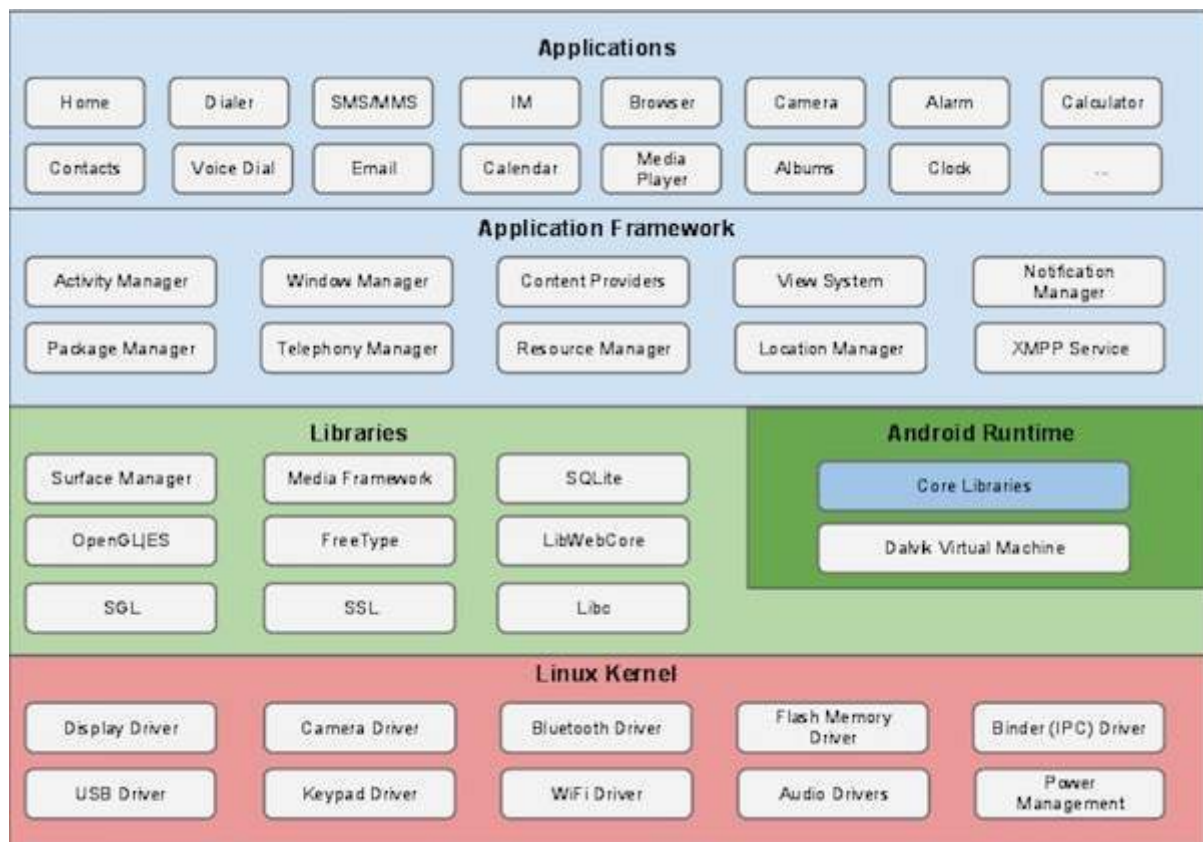 Applications
Home
Dialer
SMS/MMS
IM
Browser
Camera
Alarm
Calculator
Contacts
Voice Dial
Email
Calendar
Media
Player
Albums
Clock
...
Application Framework
Activity Manager
Window Manager
Content Providers
View System
Notification
Manager
Package Manager
Telephony Manager
Resource Manager
Location Manager
XMPP Service
Libraries
Surface Manager
Media Framework
SQLite
OpenGL|ES
FreeType
LibWebCore
SGL
SSL
Libc
Android Runtime
Core Libraries
Dalvik Virtual Machine
Linux Kernel
Display Driver
Camera Driver
Bluetooth Driver
Flash Memory
Driver
Binder (IPC) Driver
USB Driver
Keypad Driver
WiFi Driver
Audio Drivers
Power
Management